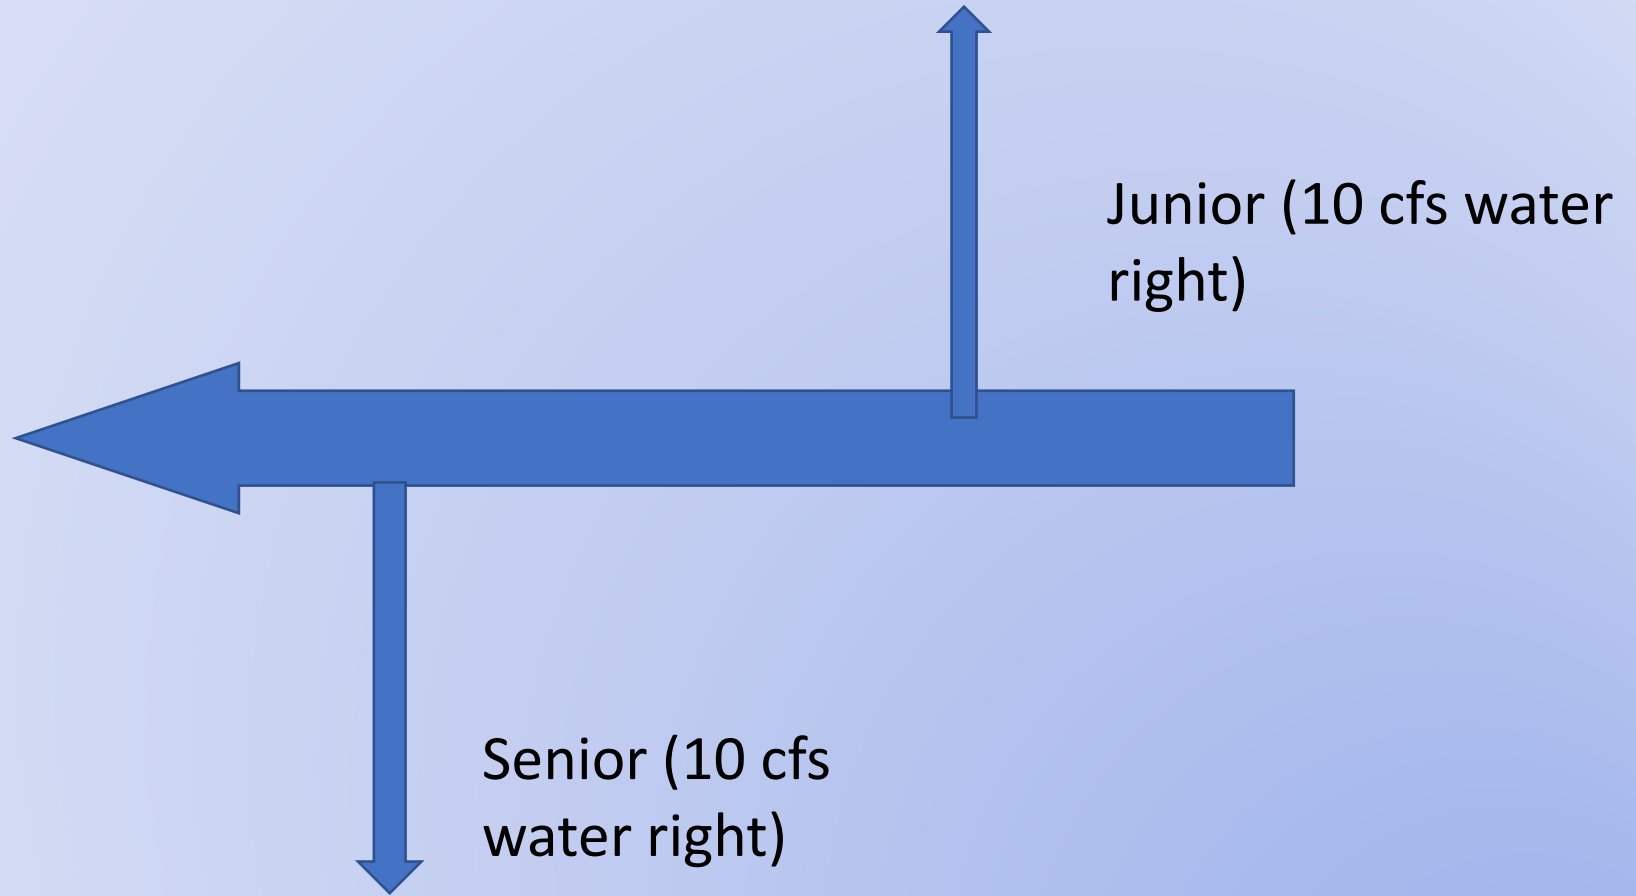 Junior (10 cfs water
right)
Senior (10 cfs
water right)